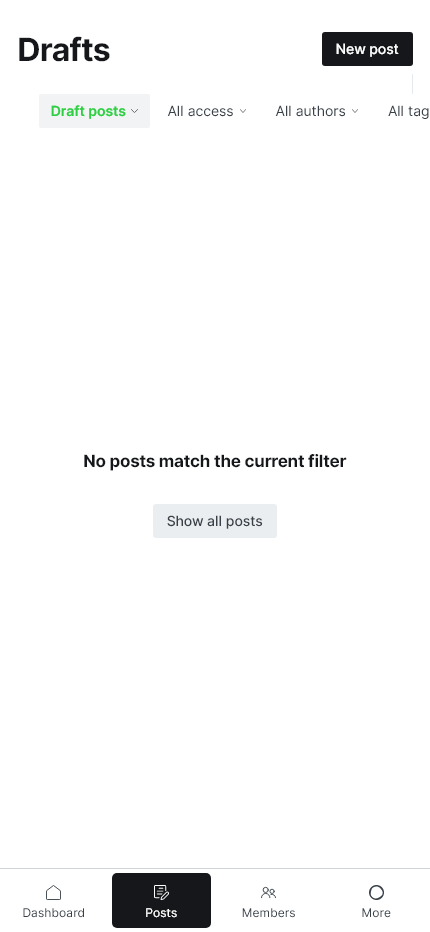 Drafts
New post
Draft posts
All access
All authors
All tag
No posts match the current filter
Show all posts
Dashboard
Posts
Members
More